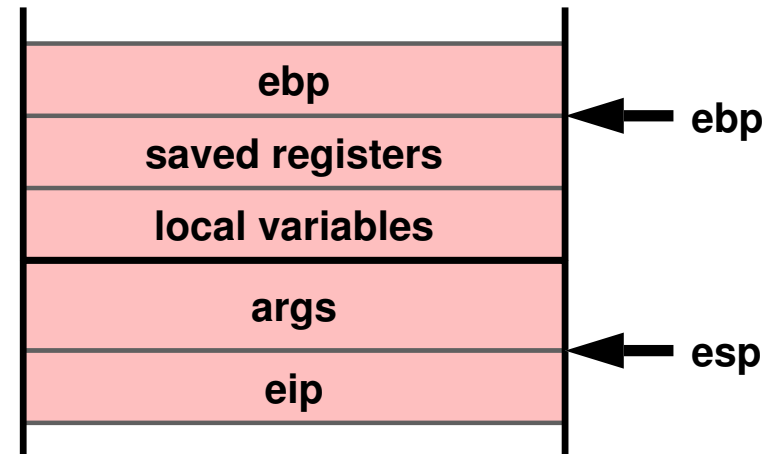 ebp
ebp
saved registers
local variables
args
esp
eip